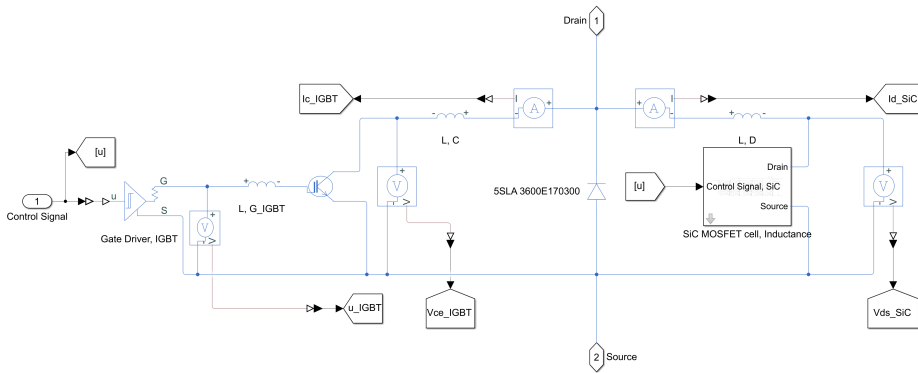 Drain
1
Ic_IGBT
I
A
+
-
+
A
-
I
Id_SiC
-
+
L, C
+
-
L, D
[u]
G
u
S
1
Control Signal
+
-
L, G_IGBT
Gate Driver, IGBT
+
V
-
V
+
V
-
V
5SLA 3600E170300
[u]
Drain
Control Signal, SiC
Source
SiC MOSFET cell, Inductance
+
V
-
V
u_IGBT
Vce_IGBT
Vds_SiC
2
Source